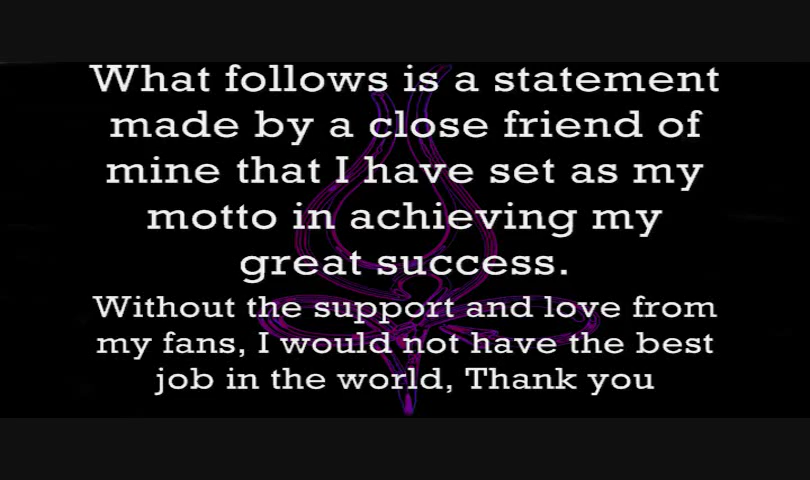 What follows is a statement
made by a close friend of
mine that I have set as my
motto in achieving my
great success.
Without the support and love from
my fans, I would not have the best
job in the world, Thank you